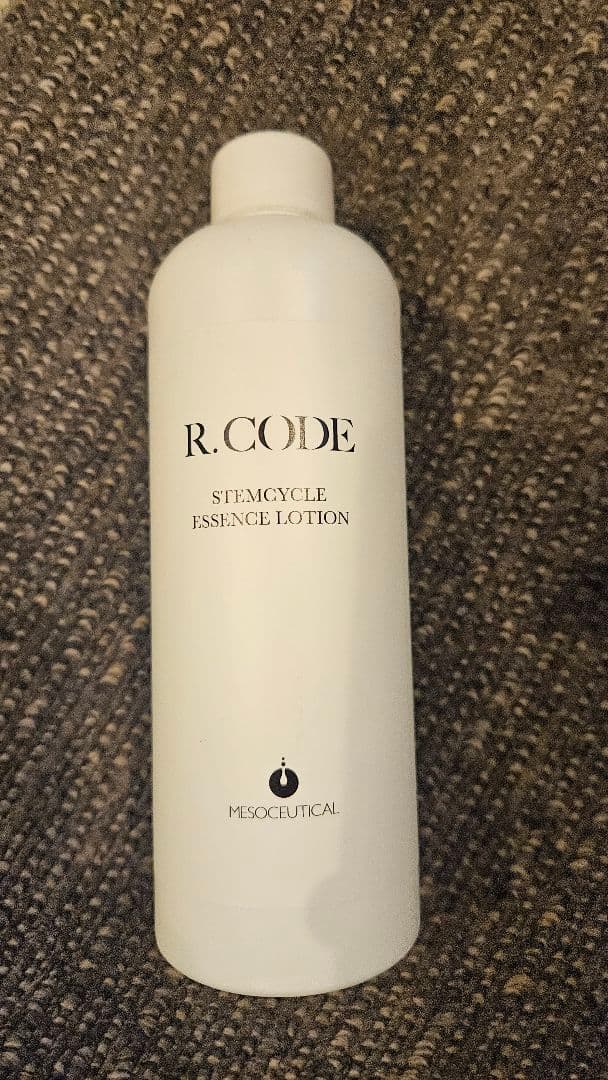 R.CODE
STEMCYCLE
ESSENCE LOTION
MESOCEUTICAL